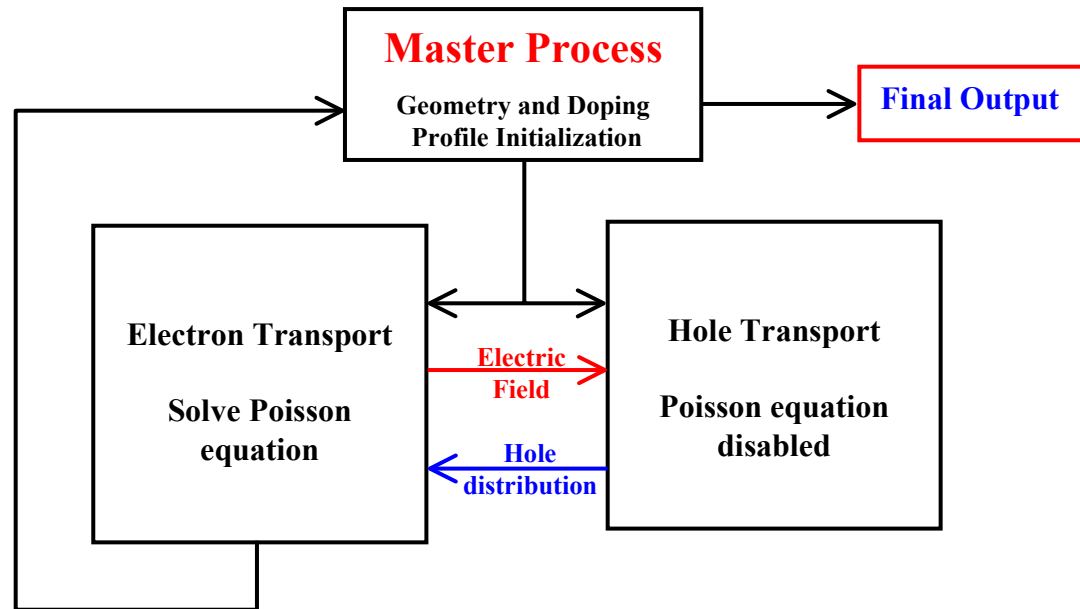 Master Process
Geometry and Doping
Profile Initialization
Final Output
Electron Transport
Solve Poisson
equation
Electric
Field
Hole
distribution
Hole Transport
Poisson equation
disabled